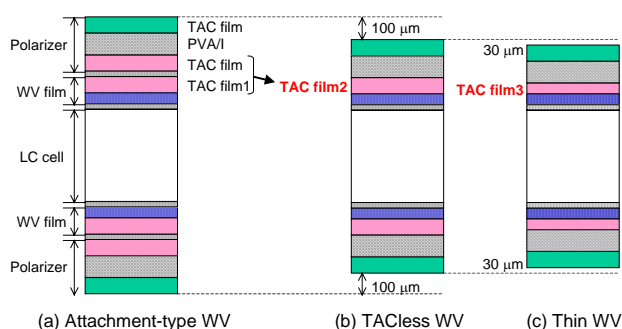 TAC film
PVA/I
TAC film
TAC film1
Polarizer
WV film
LC cell
WV film
Polarizer
TAC film2
TAC film3
100 μm
30 μm
30 μm
100 μm
(a) Attachment-type WV
(b) TACless WV
(c) Thin WV